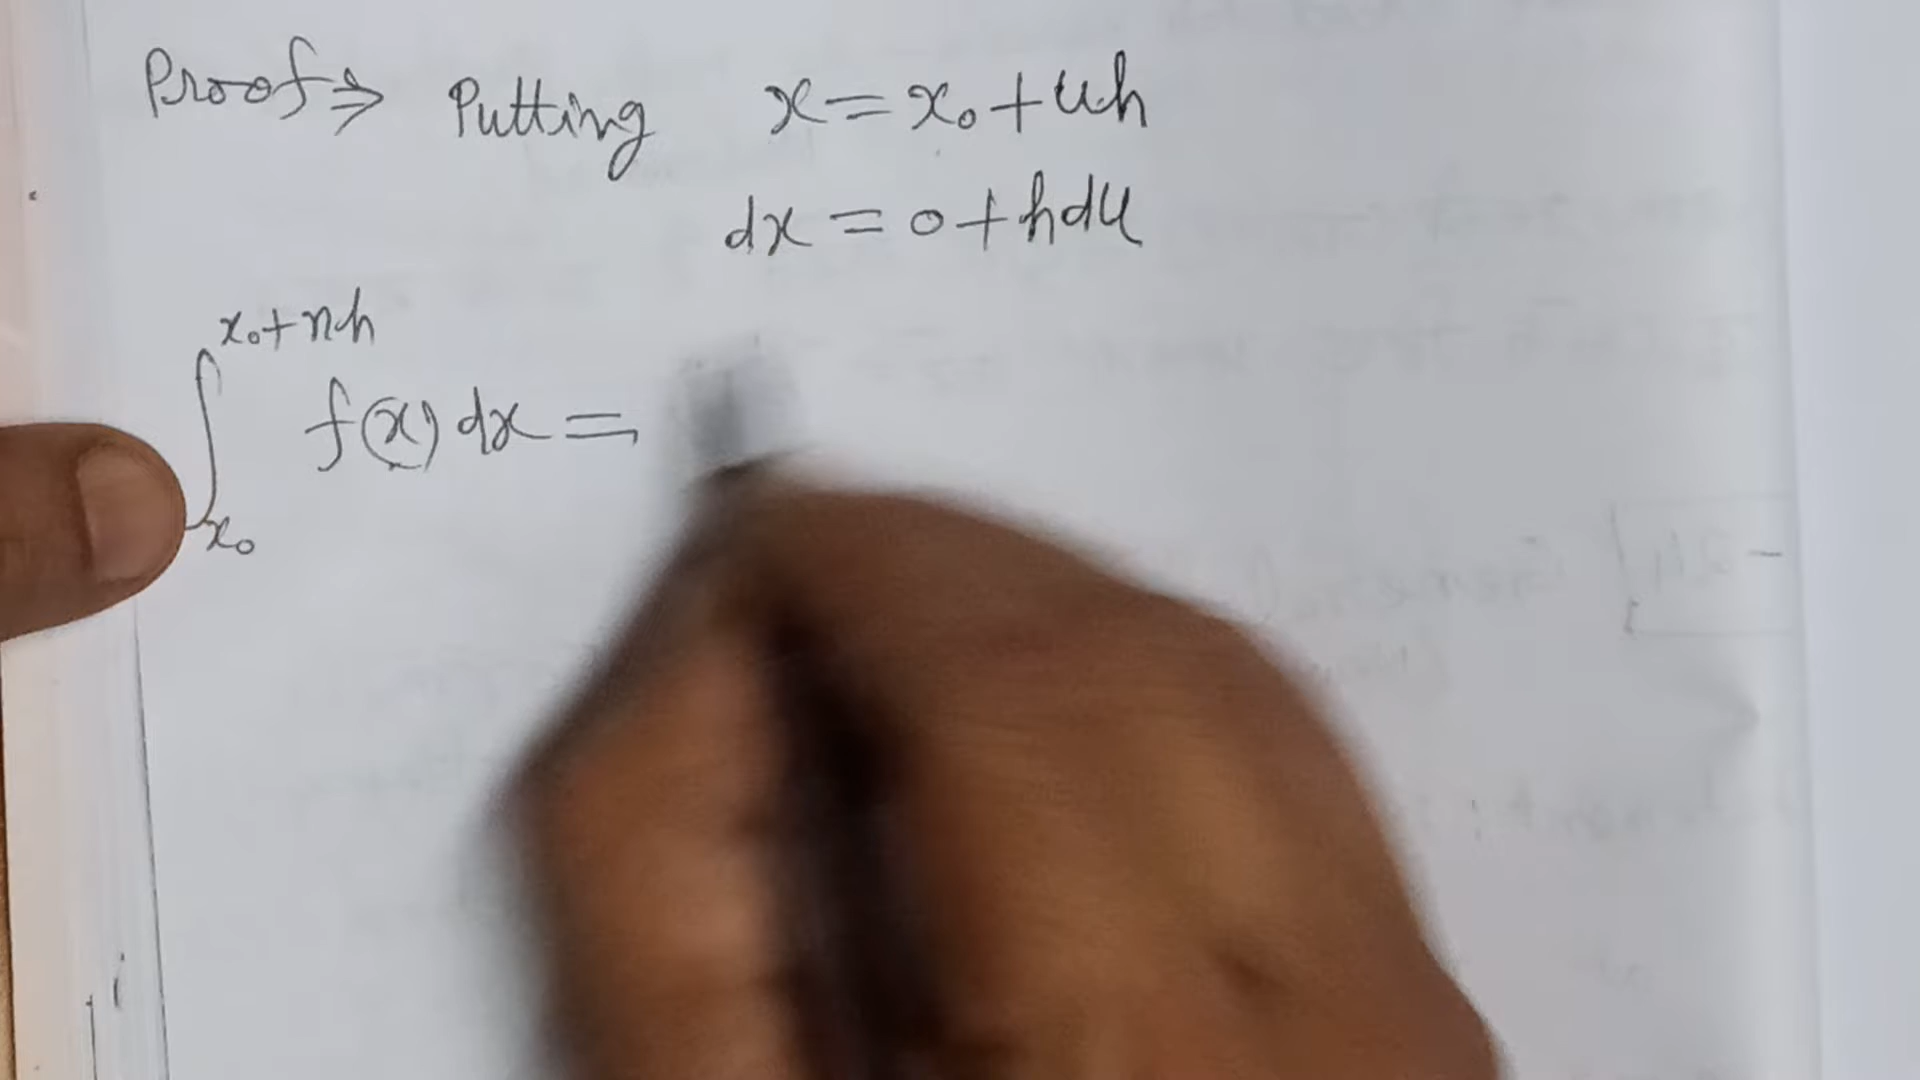 Proof⇒ Putting x = x₀ + uh
dx = 0 + hdu
∫ₓ₀^(x₀+nh) f(x) dx =